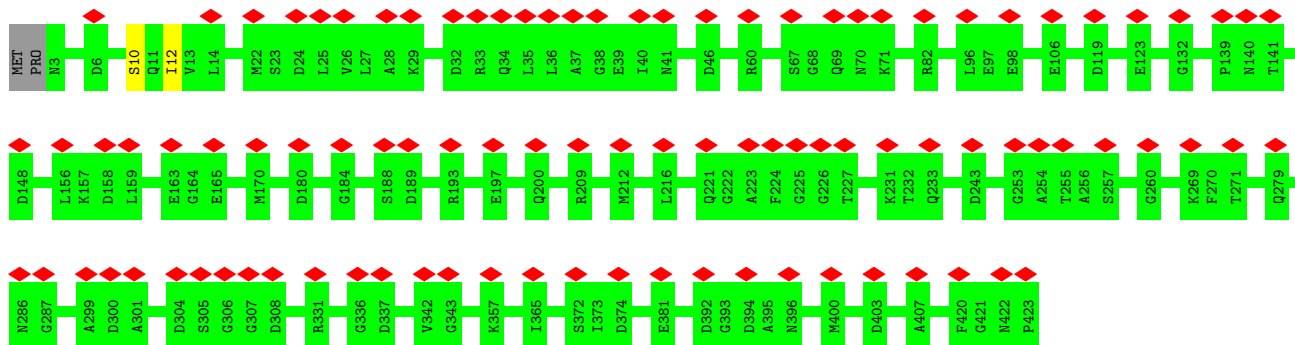 MET PRO N3 D6 S10 Q11 I12 V13 L14 M22 S23 D24 L25 V26 L27 A28 K29 D32 R33 Q34 L35 L36 A37 G38 E39 I40 N41 D46 R60 S67 G68 Q69 N70 K71 R82 L96 E97 E98 E106 D119 E123 G132 P139 N140 T141
D148 L156 K157 D158 L159 E163 G164 E165 M170 D180 G184 S188 D189 R193 E197 Q200 R209 M212 L216 Q221 G222 A223 F224 G225 G226 T227 K231 T232 Q233 D243 G253 A254 T255 A256 S257 G260 K269 F270 T271 Q279
N286 G287 A299 D300 A301 D304 S305 G306 G307 D308 R331 G336 D337 V342 G343 K357 I365 S372 I373 D374 E381 D392 G393 D394 A395 N396 M400 D403 A407 F420 G421 N422 P423